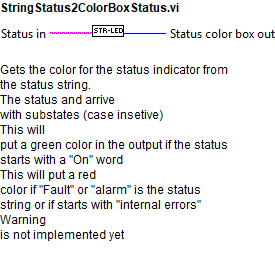 StringStatus2ColorBoxStatus.vi
Status in STR-LED Status color box out
Gets the color for the status indicator from
the status string.
The status and arrive
with substates (case insetive)
This will
put a green color in the output if the status
starts with a "On" word
This will put a red
color if "Fault" or "alarm" is the status
string or if starts with "internal errors"
Warning
is not implemented yet